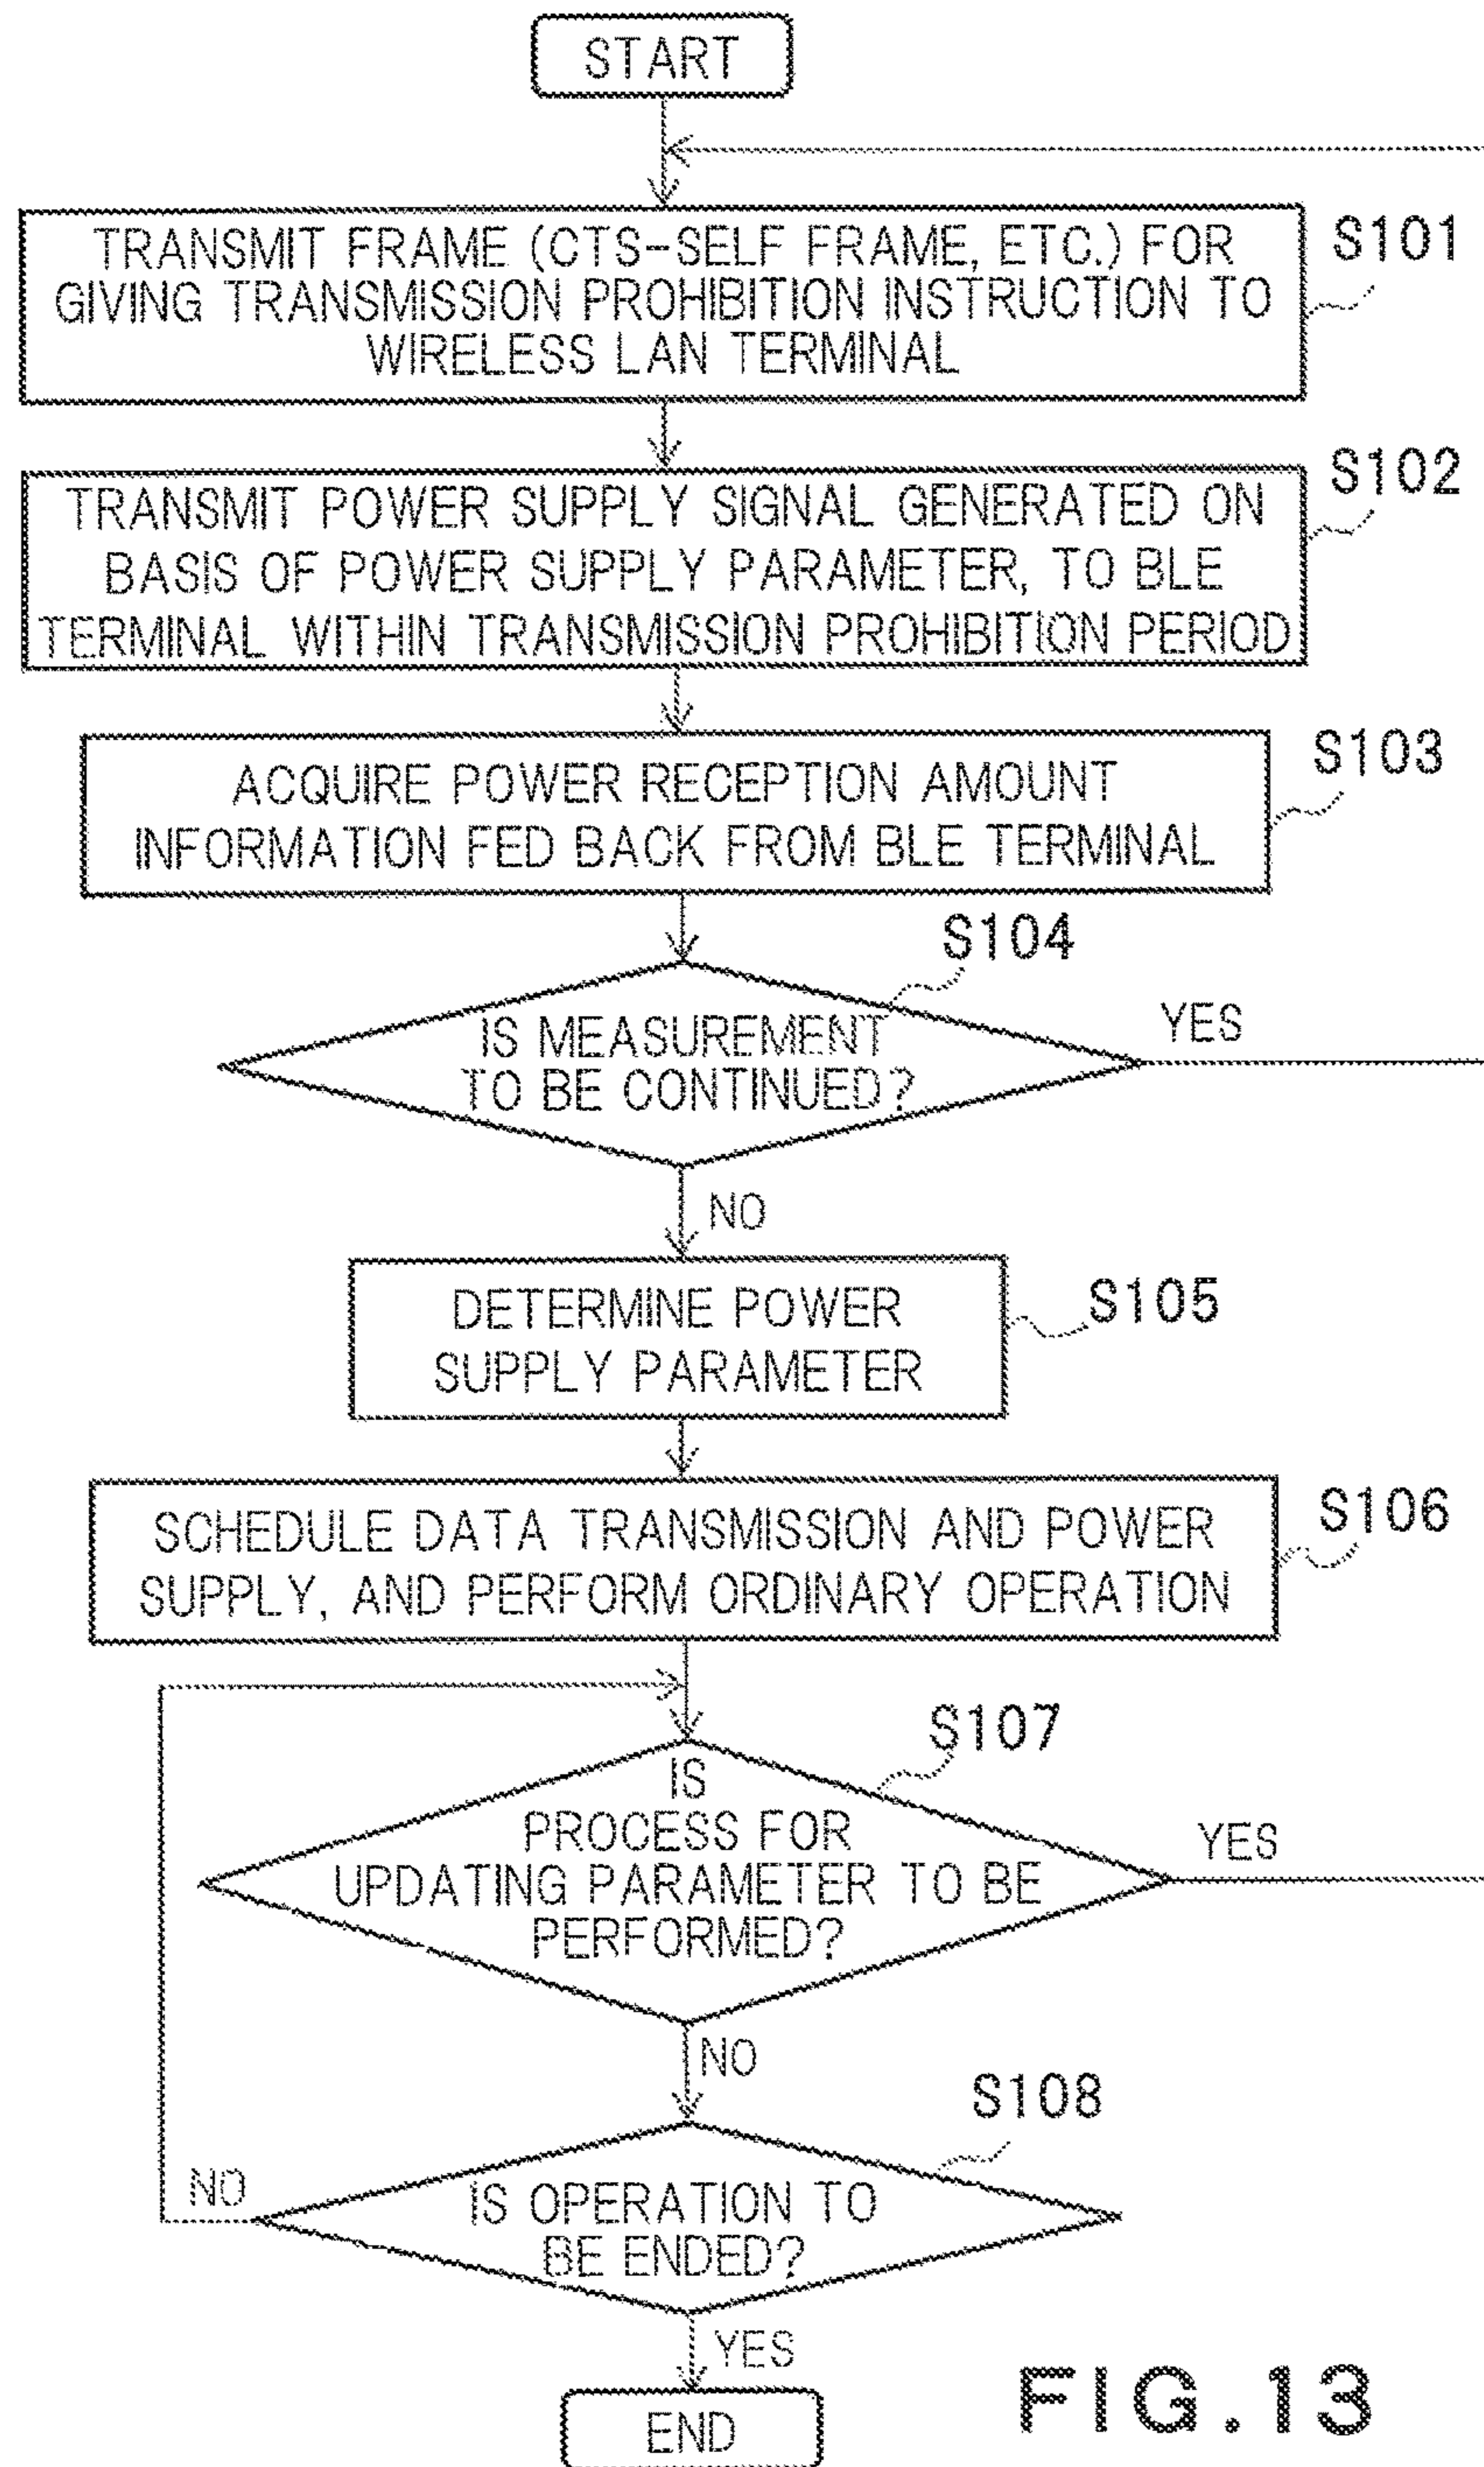 START
TRANSMIT FRAME (CTS-SELF FRAME, ETC.) FOR
GIVING TRANSMISSION PROHIBITION INSTRUCTION TO
WIRELESS LAN TERMINAL
S101
TRANSMIT POWER SUPPLY SIGNAL GENERATED ON
BASIS OF POWER SUPPLY PARAMETER, TO BLE
TERMINAL WITHIN TRANSMISSION PROHIBITION PERIOD
S102
ACQUIRE POWER RECEPTION AMOUNT
INFORMATION FED BACK FROM BLE TERMINAL
S103
S104
IS MEASUREMENT
TO BE CONTINUED?
YES
NO
DETERMINE POWER
SUPPLY PARAMETER
S105
SCHEDULE DATA TRANSMISSION AND POWER
SUPPLY, AND PERFORM ORDINARY OPERATION
S106
S107
IS
PROCESS FOR
UPDATING PARAMETER TO BE
PERFORMED?
YES
NO
S108
IS OPERATION TO
BE ENDED?
NO
YES
END
FIG.13